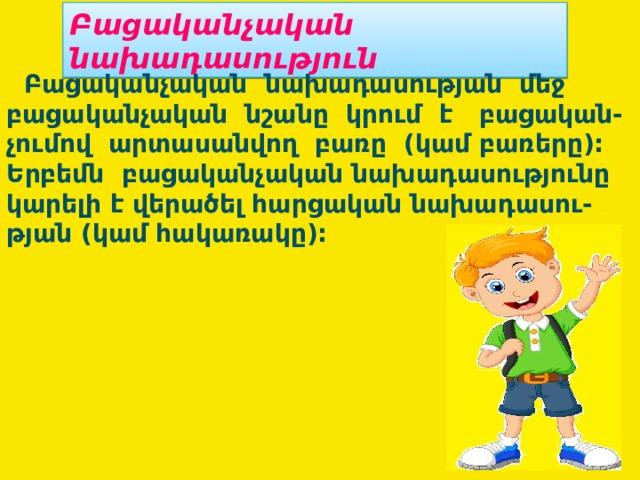 Բացականչական
նախադասություն
Բացականչական նախադասության մեջ
բացականչական նշանը կրում է բացական-
չումով արտասանվող բառը (կամ բառերը):
Երբեմն բացականչական նախադասությունը
կարելի է վերածել հարցական նախադասու-
թյան (կամ հակառակը):